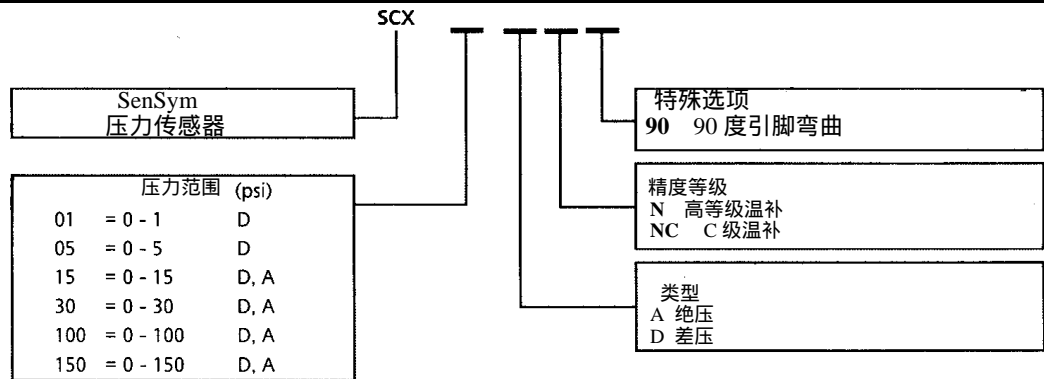 SCX
SenSym
压力传感器
压力范围 (psi)
01 = 0 - 1 D
05 = 0 - 5 D
15 = 0 - 15 D, A
30 = 0 - 30 D, A
100 = 0 - 100 D, A
150 = 0 - 150 D, A
特殊选项
90 90 度引脚弯曲
精度等级
N 高等级温补
NC C 级温补
类型
A 绝压
D 差压